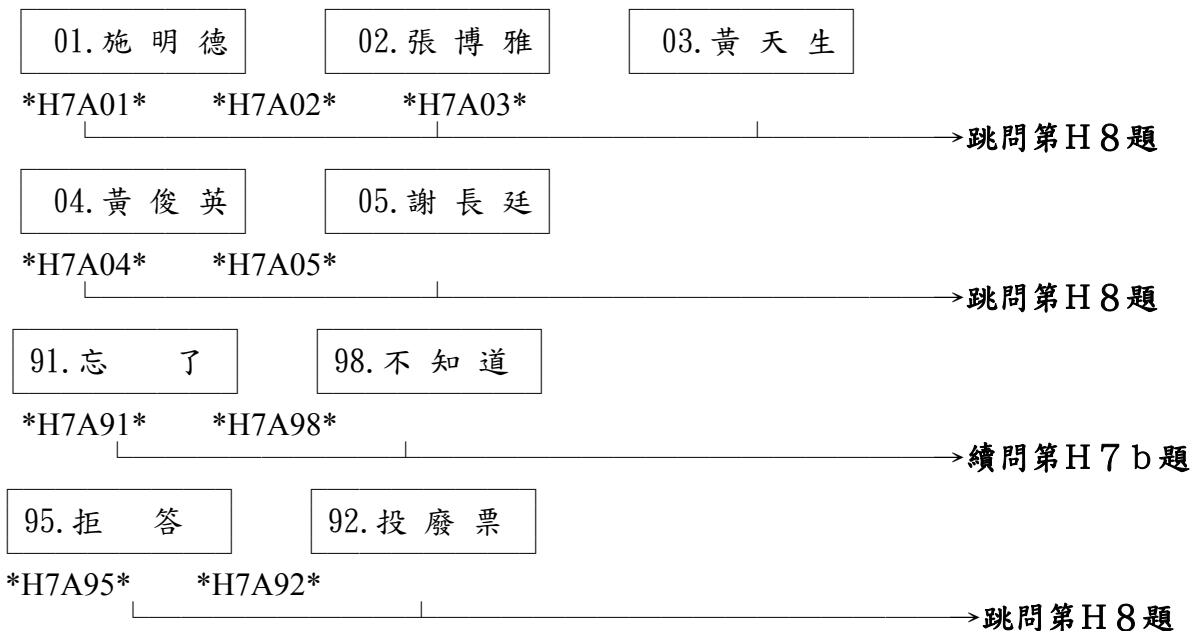 01.施 明 德 02.張 博 雅 03.黃 天 生
*H7A01* *H7A02* *H7A03*
→跳問第Ｈ８題
04.黃 俊 英 05.謝 長 廷
*H7A04* *H7A05*
→跳問第Ｈ８題
91.忘 了 98.不 知 道
*H7A91* *H7A98*
→續問第Ｈ７ｂ題
95.拒 答 92.投 廢 票
*H7A95* *H7A92*
→跳問第Ｈ８題